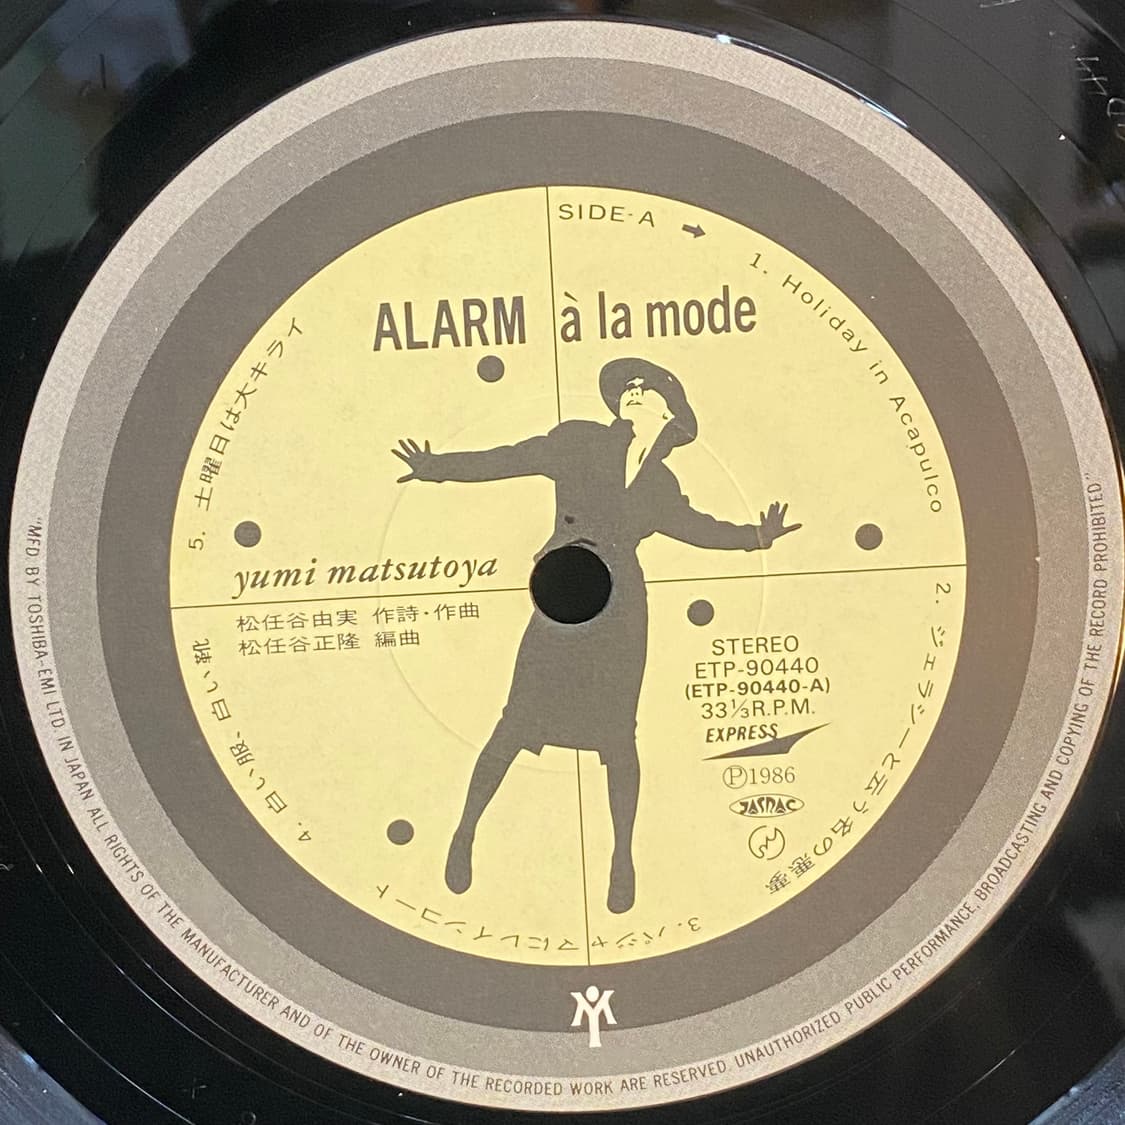 SIDE-A →
ALARM à la mode
1. Holiday in Acapulco
2. ジェラシーと云う名の悪夢
3. パジャマにレインコート
4. 白い服、白い靴
5. 土曜日は大キライ
yumi matsutoya
松任谷由実 作詩・作曲
松任谷正隆 編曲
STEREO
ETP-90440
(ETP-90440-A)
33⅓R.P.M.
EXPRESS
Ⓟ1986
JASRAC
"MFD. BY TOSHIBA-EMI LTD. IN JAPAN ALL RIGHTS OF THE MANUFACTURER AND OF THE OWNER OF THE RECORDED WORK ARE RESERVED. UNAUTHORIZED PUBLIC PERFORMANCE, BROADCASTING AND COPYING OF THE RECORD PROHIBITED."